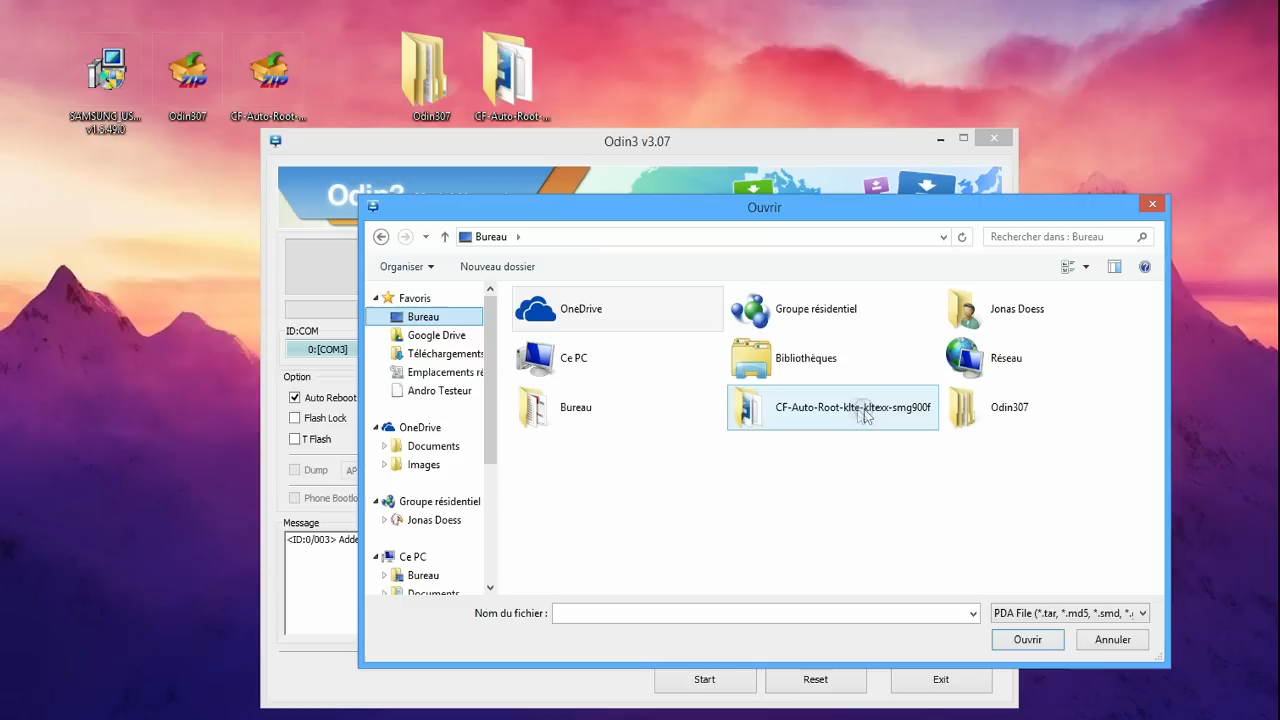 SAMSUNG_US...
v1.5.49.0
Odin307
CF-Auto-Root-...
Odin307
CF-Auto-Root-...
Odin3 v3.07
Odin3
Ouvrir
Bureau
Rechercher dans : Bureau
Organiser
Nouveau dossier
Favoris
Bureau
Google Drive
Téléchargements
Emplacements ré
Andro Testeur
OneDrive
Documents
Images
Groupe résidentiel
Jonas Doess
Ce PC
Bureau
Documents
OneDrive
Groupe résidentiel
Jonas Doess
Ce PC
Bibliothèques
Réseau
Bureau
CF-Auto-Root-klte-kltexx-smg900f
Odin307
Nom du fichier :
PDA File (*.tar, *.md5, *.smd, *.
Ouvrir
Annuler
ID:COM
0:[COM3]
Option
Auto Reboot
Flash Lock
T Flash
Dump
AP
Phone Bootlo
Message
<ID:0/003> Adde
Start
Reset
Exit